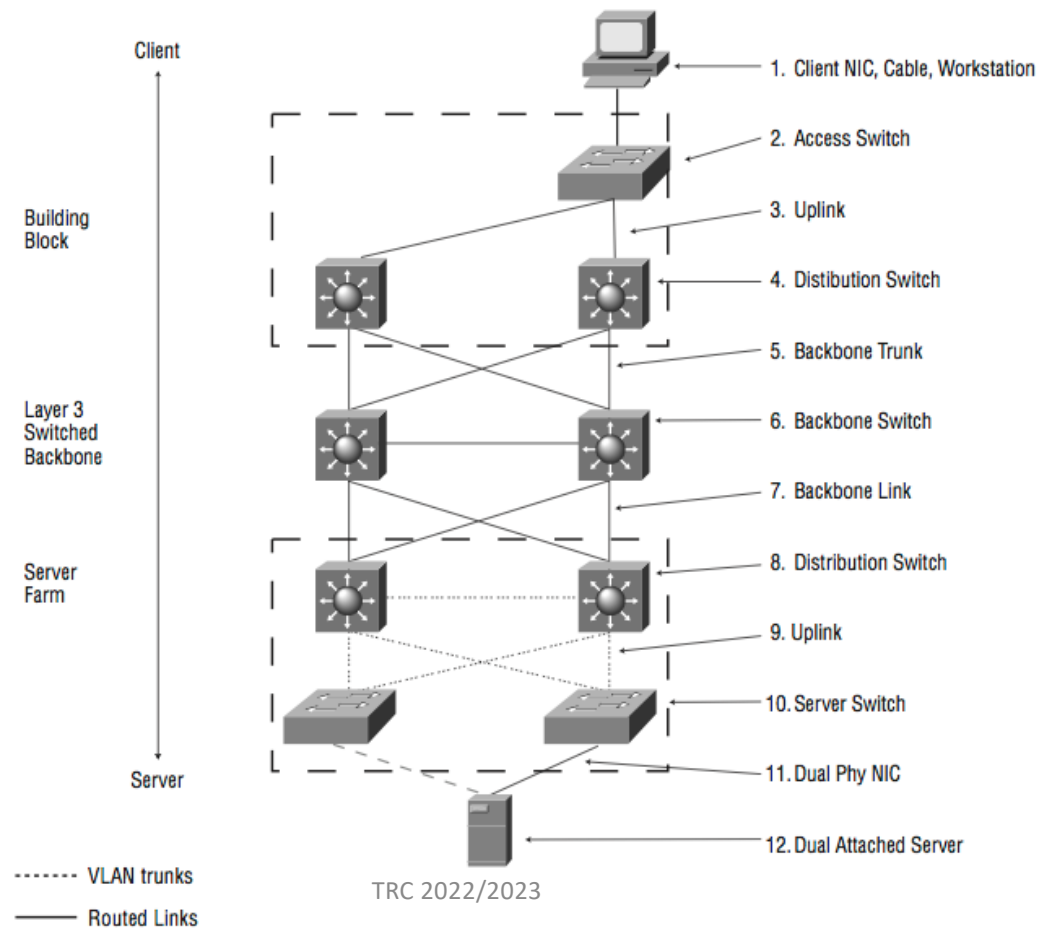 Client
1. Client NIC, Cable, Workstation
2. Access Switch
Building
Block
3. Uplink
4. Distibution Switch
5. Backbone Trunk
Layer 3
Switched
Backbone
6. Backbone Switch
7. Backbone Link
Server
Farm
8. Distribution Switch
9. Uplink
10. Server Switch
Server
11. Dual Phy NIC
12. Dual Attached Server
VLAN trunks
TRC 2022/2023
Routed Links